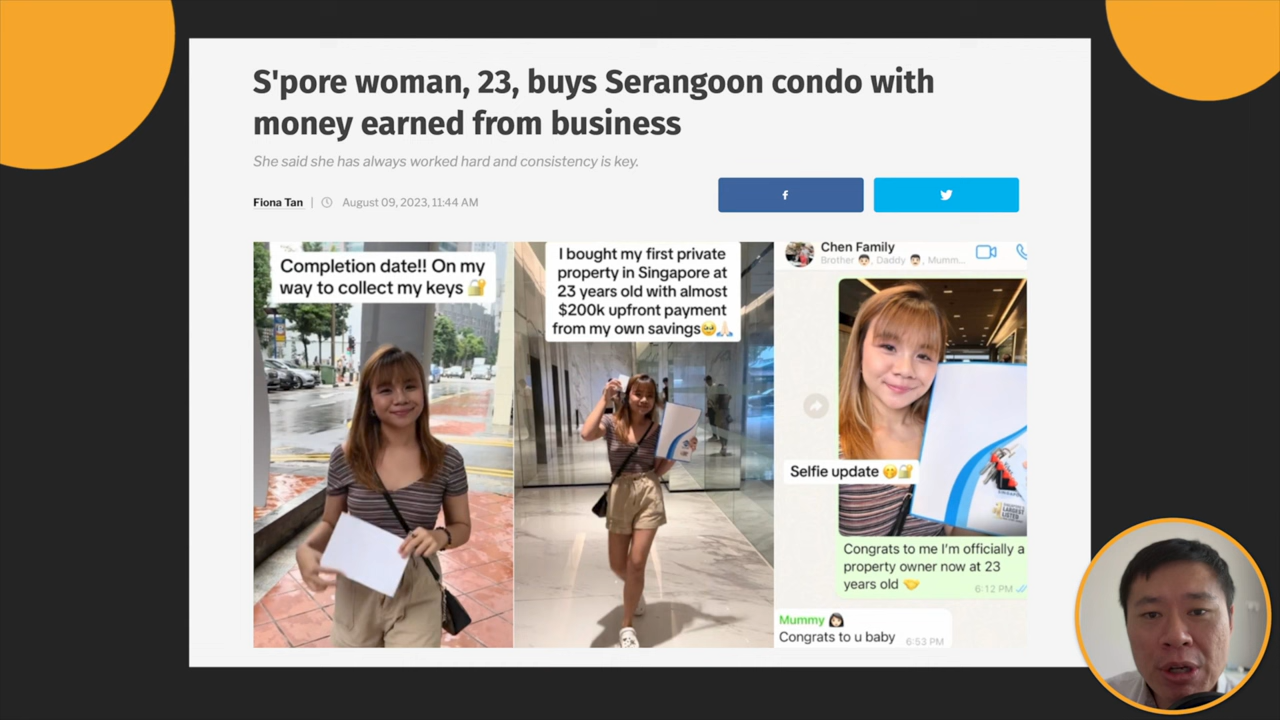 S'pore woman, 23, buys Serangoon condo with
money earned from business
She said she has always worked hard and consistency is key.
Fiona Tan | August 09, 2023, 11:44 AM
Completion date!! On my
way to collect my keys 🔐
I bought my first private
property in Singapore at
23 years old with almost
$200k upfront payment
from my own savings🥹🙏🏻
Chen Family
Brother 👨🏻, Daddy 👨🏻, Mumm...
Selfie update 🤭🔐
LARGEST
Congrats to me I'm officially a
property owner now at 23
years old 🤝
6:12 PM
Mummy 👩🏻
Congrats to u baby 6:53 PM